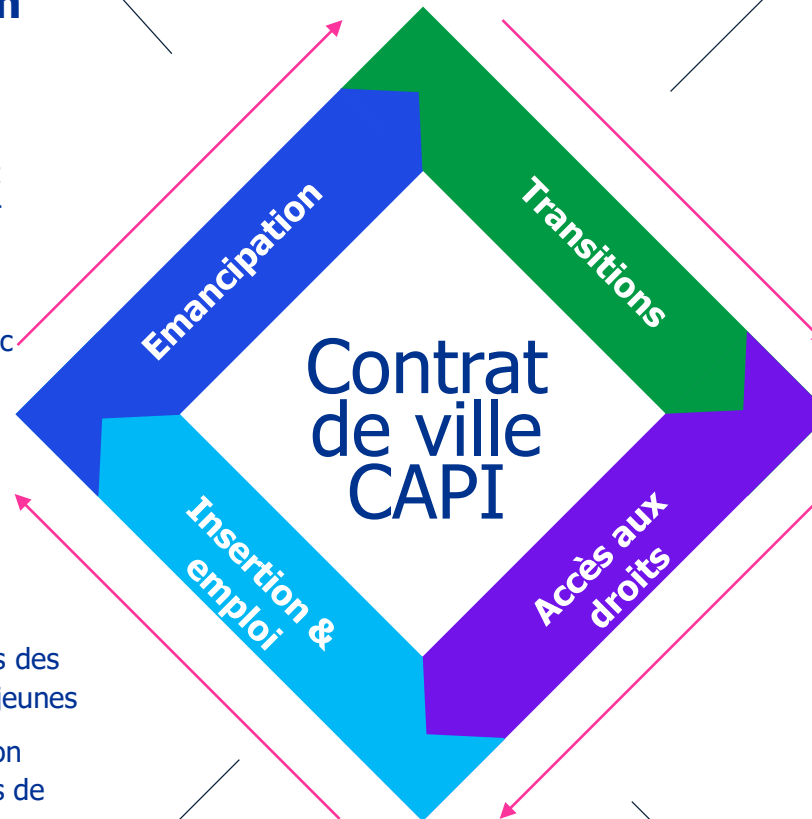 Emancipation
Transitions
c
Contrat
de ville
CAPI
Insertion &
emploi
Accès aux
droits
s des
jeunes
on
s de